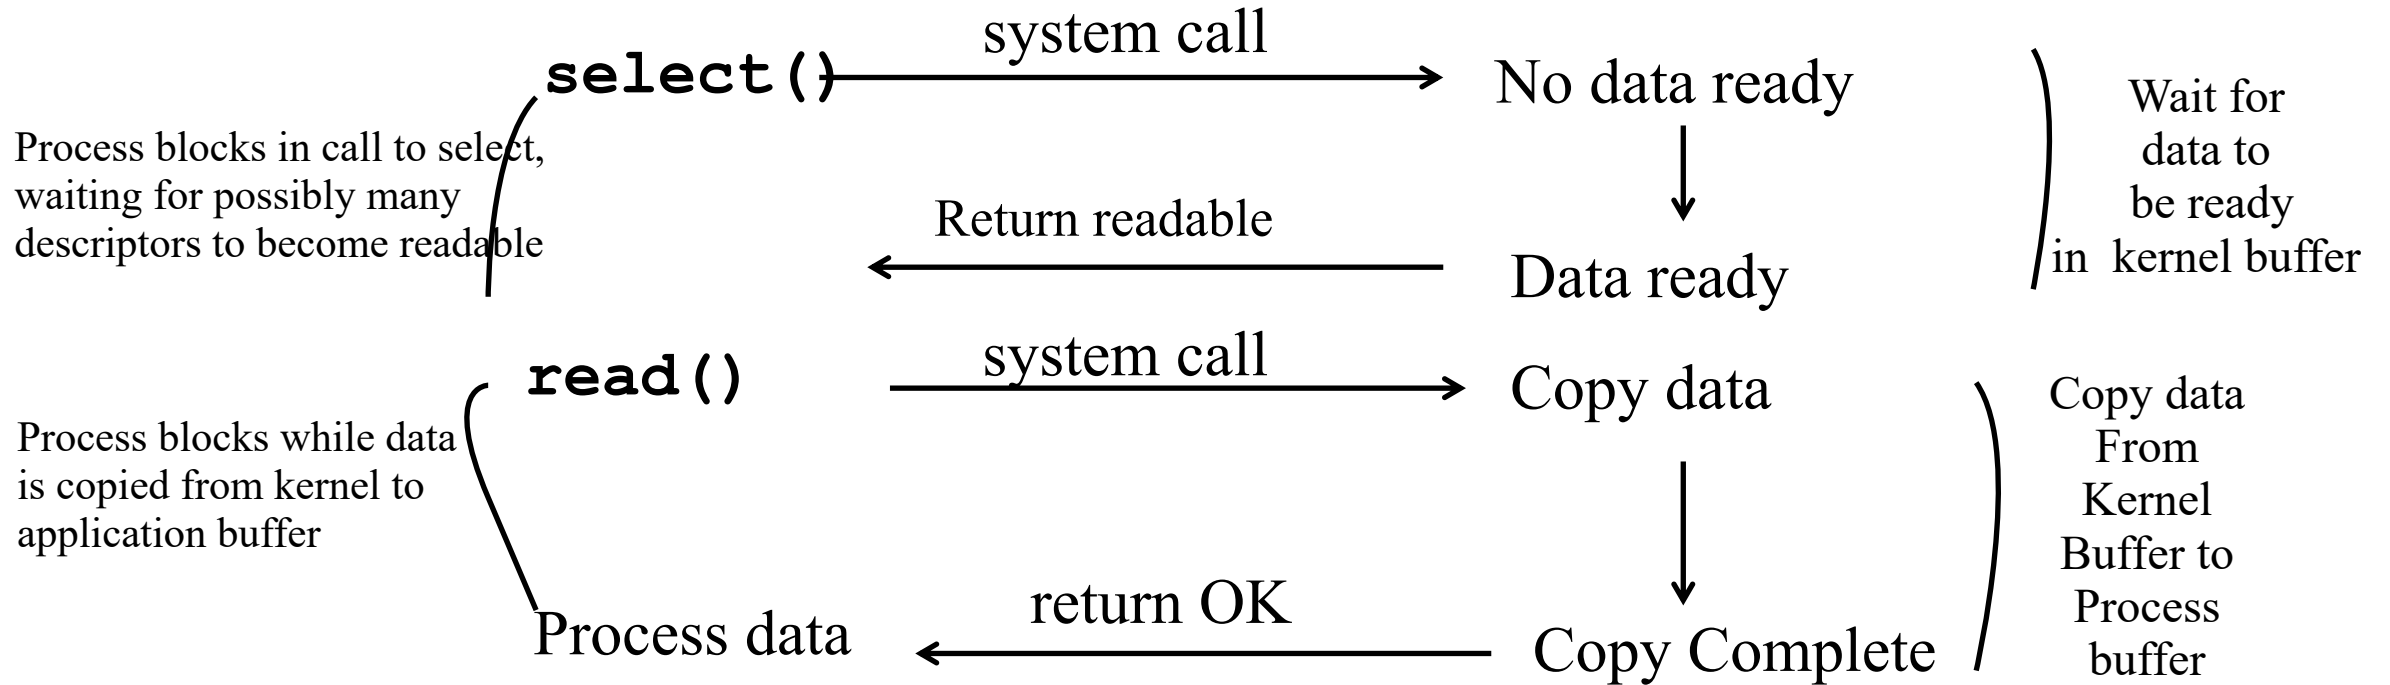 system call
select()
No data ready
Process blocks in call to select,
waiting for possibly many
descriptors to become readable
Wait for
data to
be ready
in  kernel buffer
Return readable
Data ready
system call
read()
Copy data
Process blocks while data
is copied from kernel to
application buffer
Copy data
From
Kernel
Buffer to
Process
buffer
return OK
Process data
Copy Complete